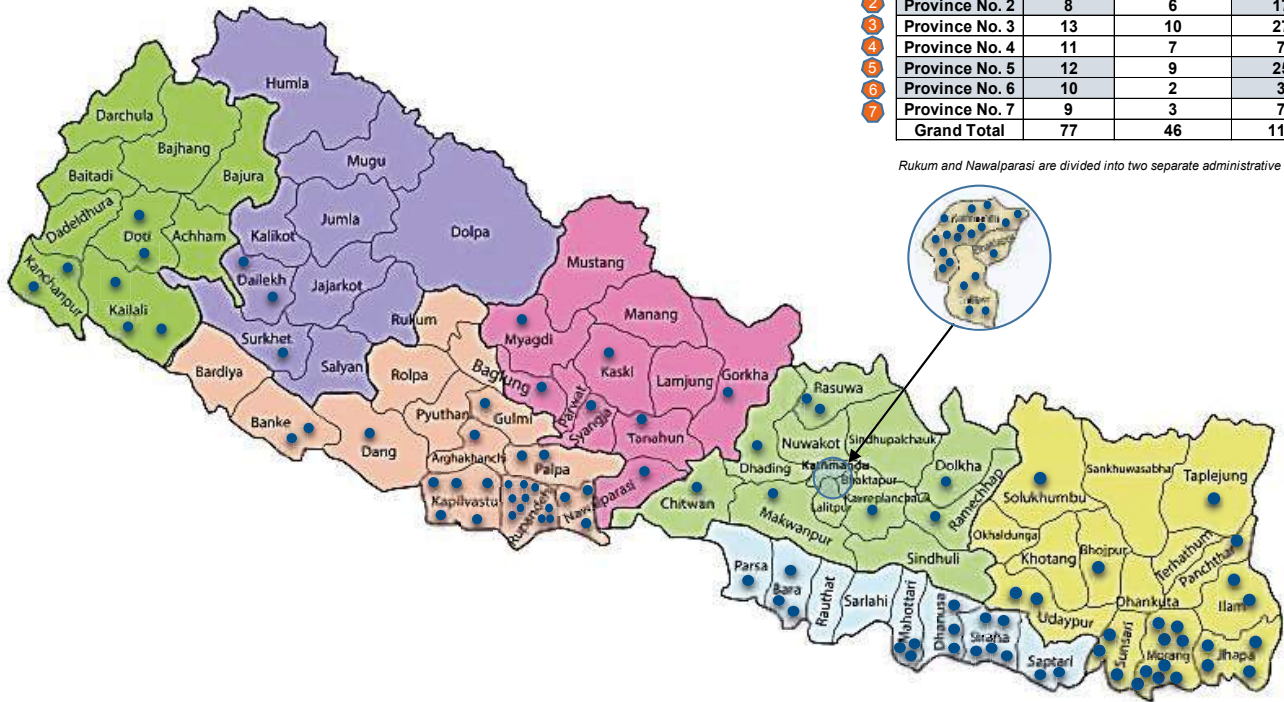 2 Province No. 2 8 6
3 Province No. 3 13 10
4 Province No. 4 11 7 7
5 Province No. 5 12 9
6 Province No. 6 10 2 3
7 Province No. 7 9 3 7
Grand Total 77 46
Rukum and Nawalparasi are divided into two separate administrative
Humla
Darchula
Bajhang
Mugu
Baitadi
Bajura
Dadeldhura
Jumla
Doti
Achham
Kalikot
Dolpa
Kanchanpur
Dailekh
Jajarkot
Mustang
Kailali
Rukum
Manang
Surkhet
Myagdi
Salyan
Kaski
Bardiya
Rolpa
Baglung
Lamjung
Gorkha
Parwat
Rasuwa
Syangja
Banke
Pyuthan
Gulmi
Tanahun
Nuwakot
Sindhupalchauk
Dang
Arghakhanchi
Palpa
Dhading
Kathmandu
Bhaktapur
Dolkha
Sankhuwasabha
Taplejung
Kapilvastu
Rupandehi
Nawalparasi
Chitwan
Lalitpur
Kavreplanchauk
Ramechhap
Solukhumbu
Makwanpur
Okhaldunga
Sindhuli
Khotang
Bhojpur
Terhathum
Panchthar
Parsa
Bara
Rauthat
Sarlahi
Mahottari
Dhanusa
Siraha
Saptari
Udaypur
Dhankuta
Ilam
Sunsari
Morang
Jhapa